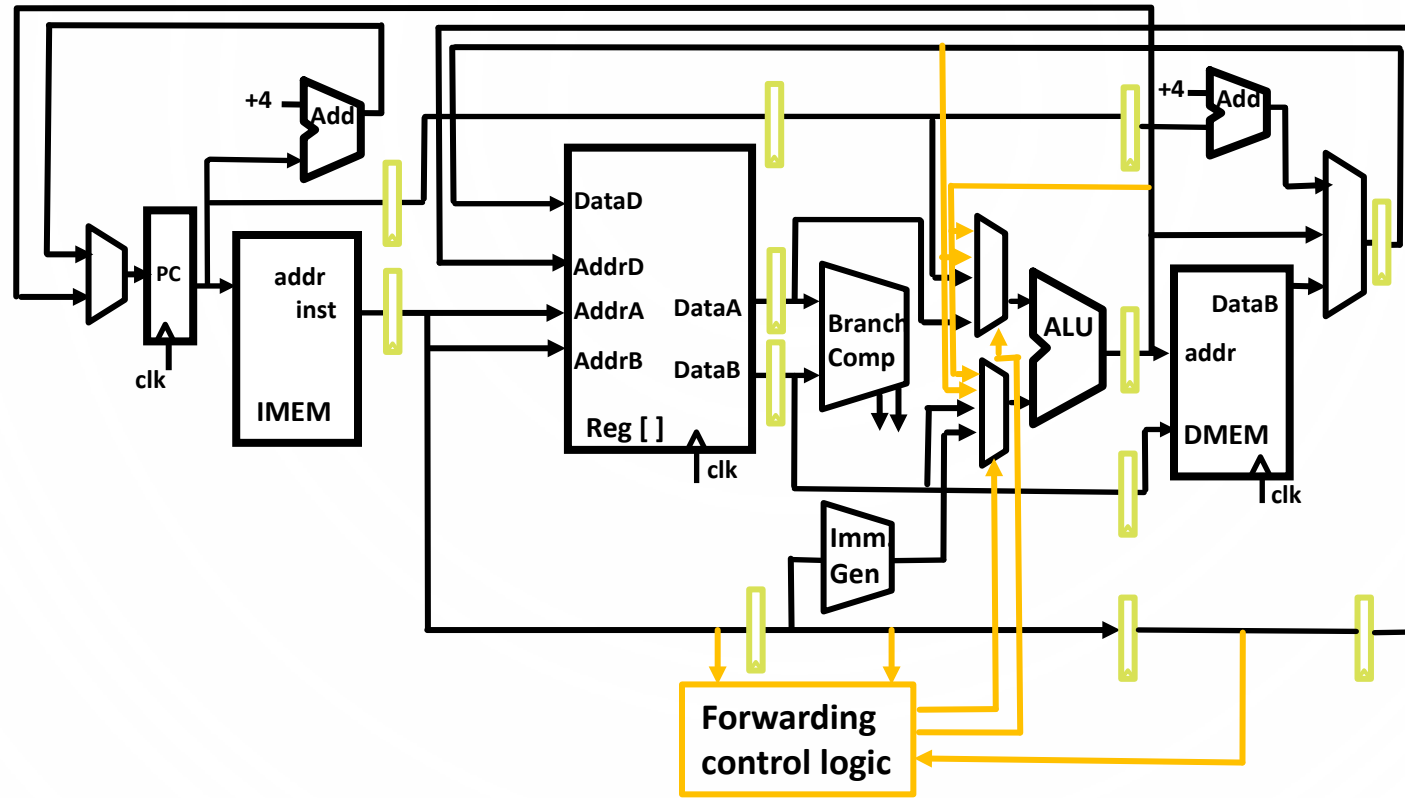 +4
Add
+4
Add
DataD
PC
addr
inst
AddrD
AddrA
AddrB
DataA
DataB
Branch
Comp
ALU
DataB
addr
clk
IMEM
Reg [ ]
clk
DMEM
clk
Imm.
Gen
Forwarding
control logic